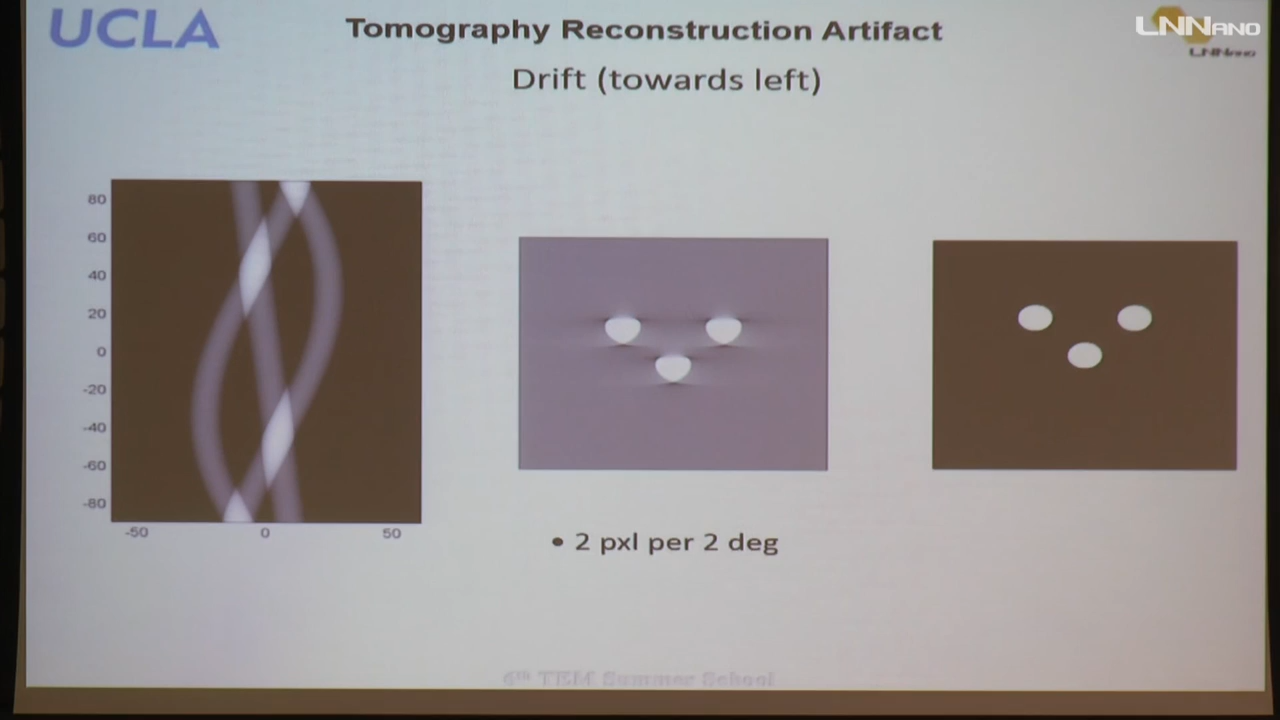 UCLA
Tomography Reconstruction Artifact
LNNANO
LNNano
Drift (towards left)
80
60
40
20
0
-20
-40
-60
-80
-50 0 50
• 2 pxl per 2 deg
6th TEM Summer School